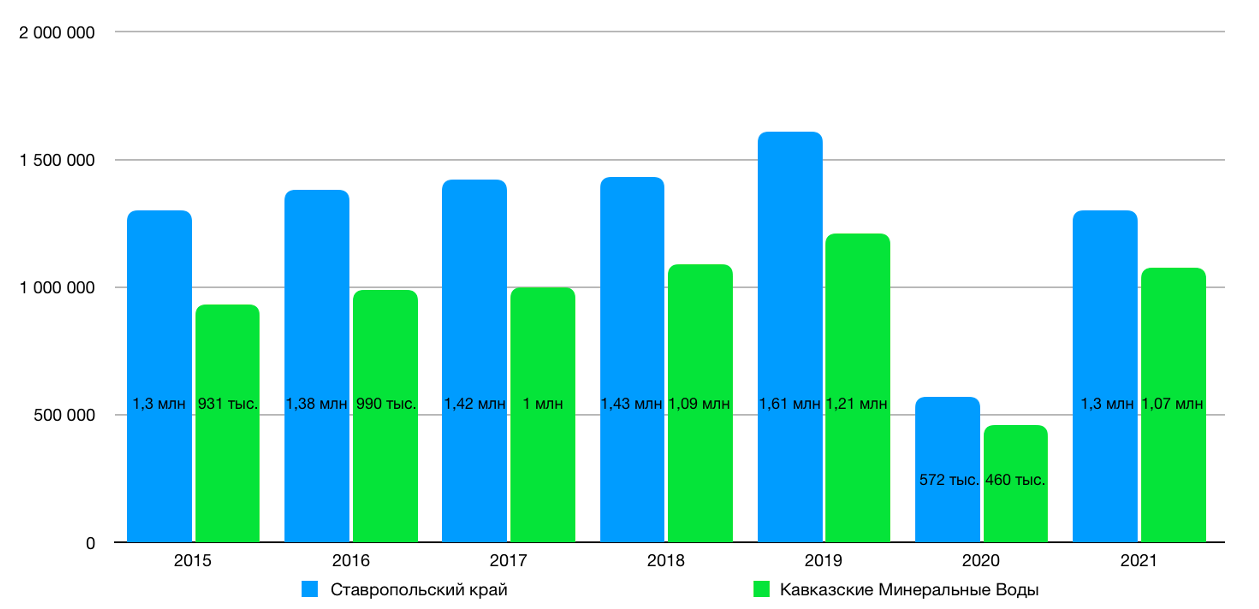 2 000 000
1 500 000
1 000 000
500 000
0
1,3 млн 931 тыс. 1,38 млн 990 тыс. 1,42 млн 1 млн 1,43 млн 1,09 млн 1,61 млн 1,21 млн 1,3 млн 1,07 млн
572 тыс. 460 тыс.
2015 2016 2017 2018 2019 2020 2021
Ставропольский край Кавказские Минеральные Воды